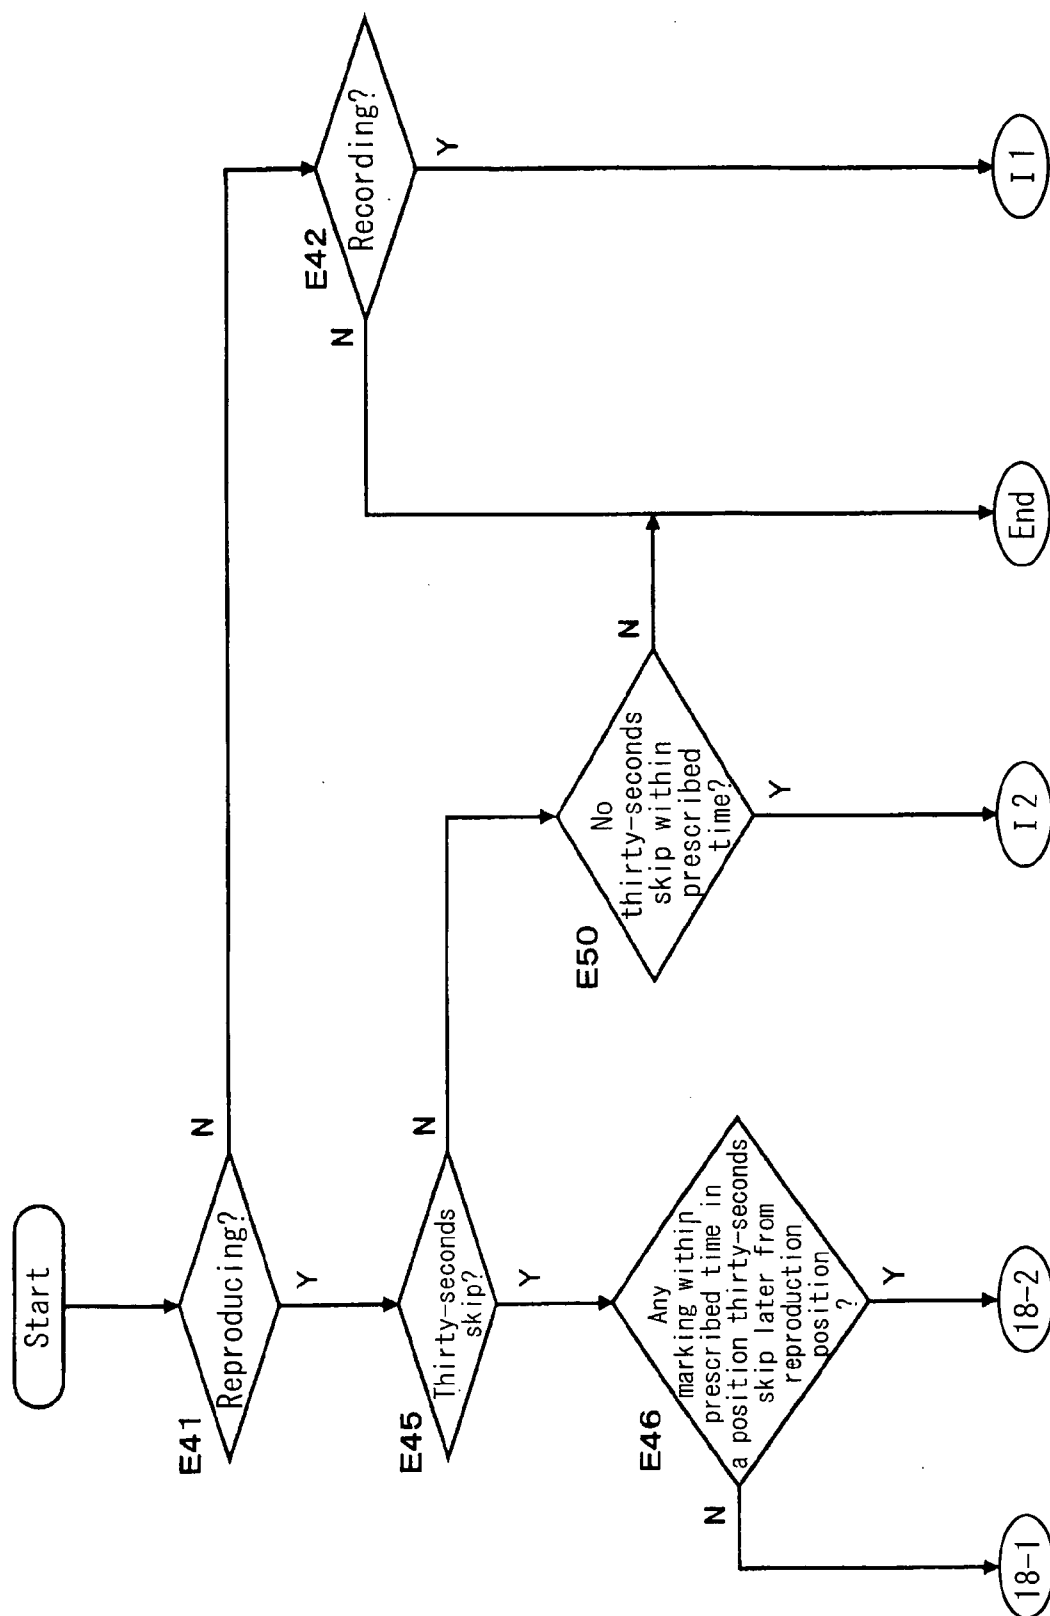 Start
E41
Reproducing?
N
Y
E42
Recording?
N
Y
E45
Thirty-seconds
skip?
N
Y
E50
No
thirty-seconds
skip within
prescribed
time?
N
Y
E46
Any
marking within
prescribed time in
a position thirty-seconds
skip later from
reproduction
position
?
N
Y
18-1
18-2
I2
End
I1